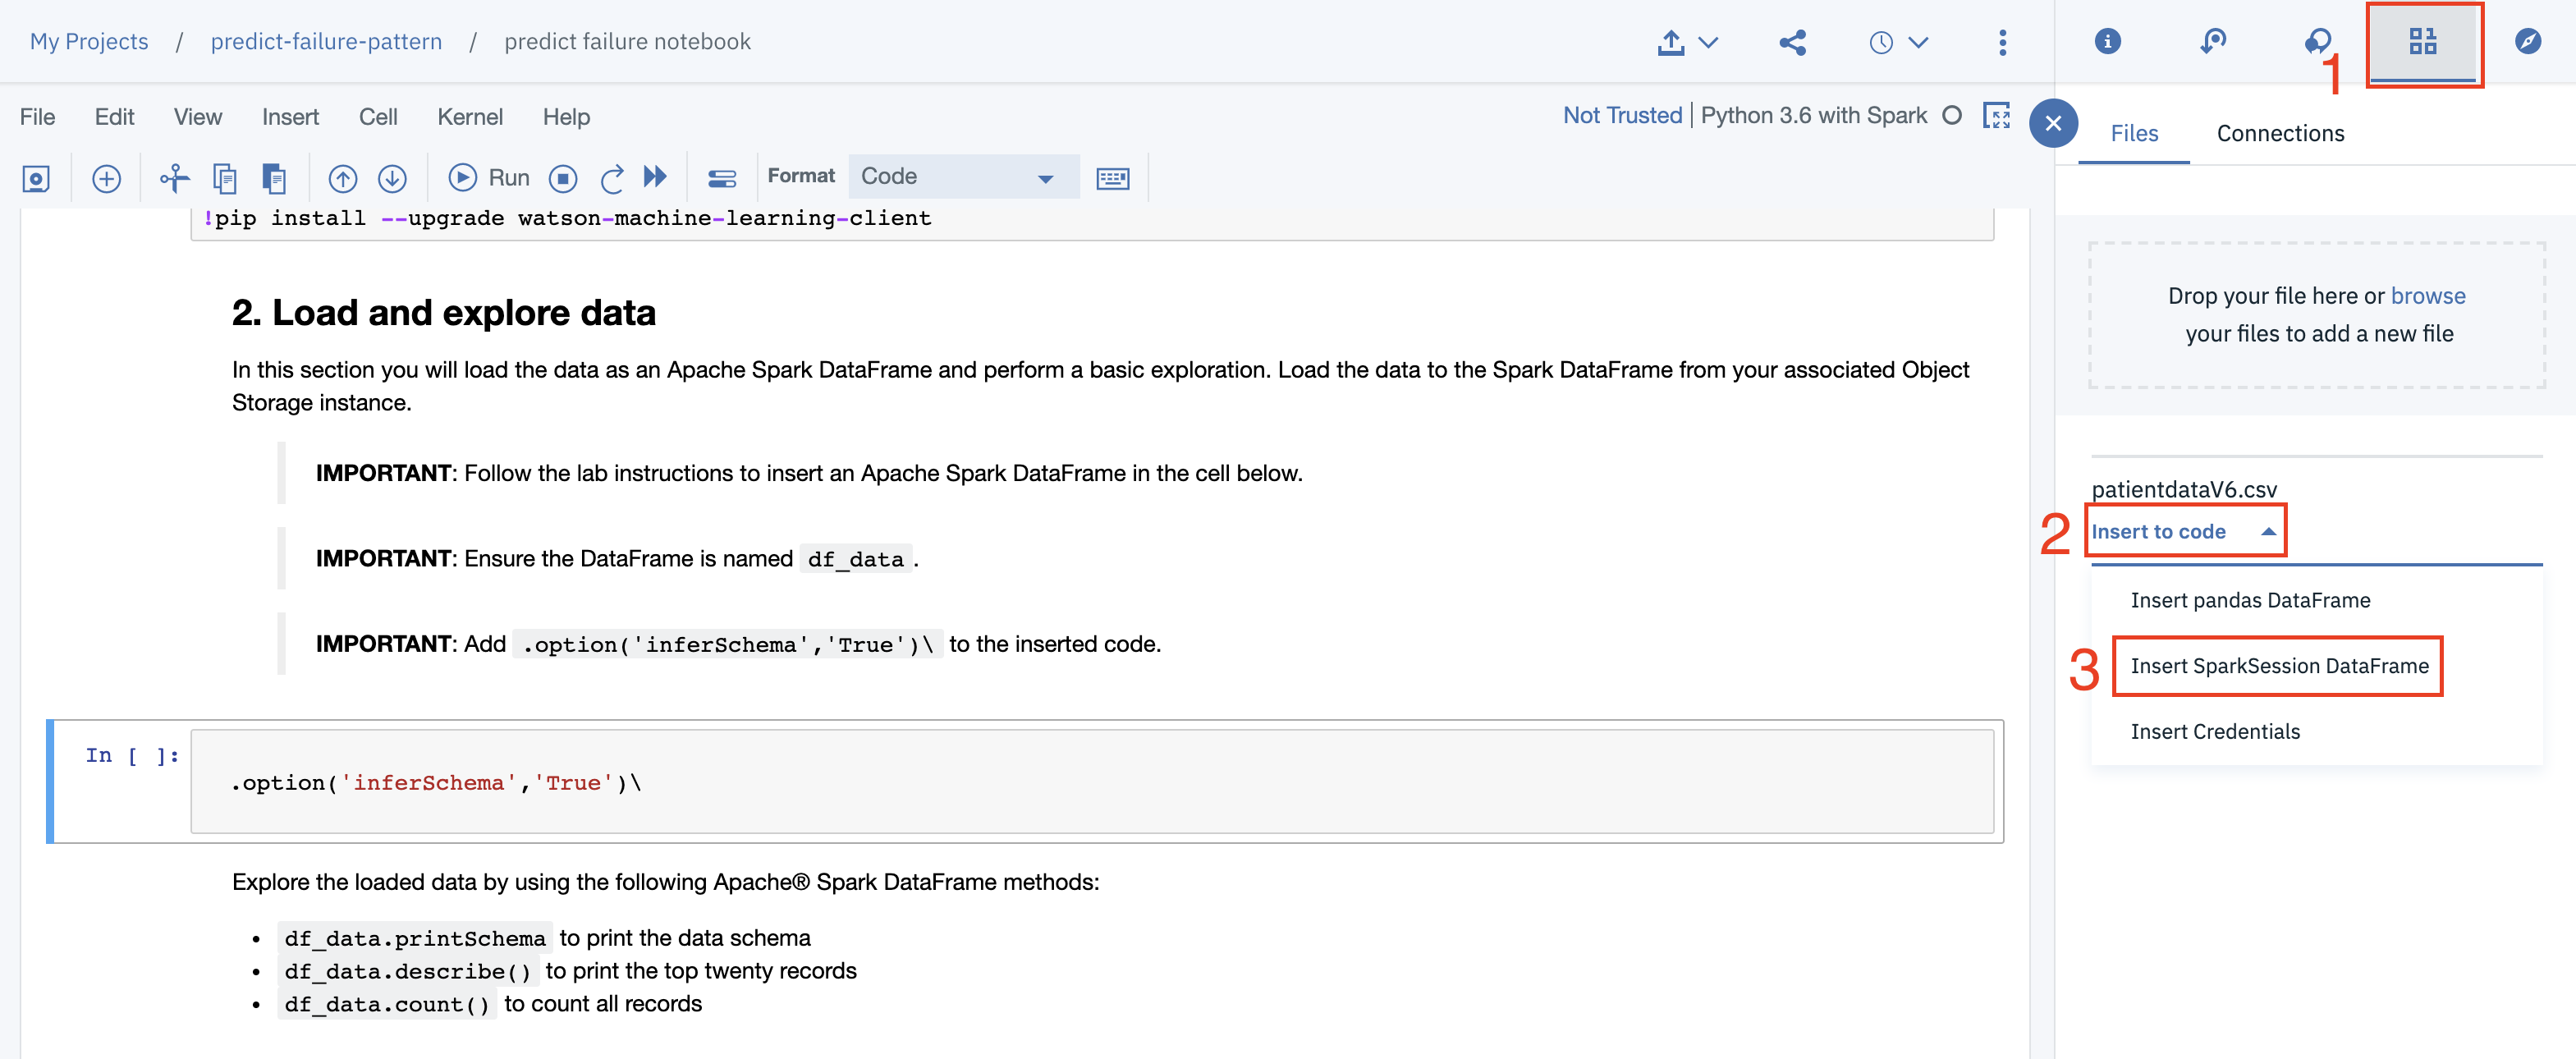 My Projects / predict-failure-pattern / predict failure notebook
1
File Edit View Insert Cell Kernel Help
Not Trusted | Python 3.6 with Spark
Files Connections
Run Format Code
!pip install --upgrade watson-machine-learning-client
2. Load and explore data
In this section you will load the data as an Apache Spark DataFrame and perform a basic exploration. Load the data to the Spark DataFrame from your associated Object
Storage instance.
IMPORTANT: Follow the lab instructions to insert an Apache Spark DataFrame in the cell below.
IMPORTANT: Ensure the DataFrame is named df_data.
IMPORTANT: Add .option('inferSchema','True')\ to the inserted code.
In [ ]:
.option('inferSchema','True')\
Explore the loaded data by using the following Apache® Spark DataFrame methods:
• df_data.printSchema to print the data schema
• df_data.describe() to print the top twenty records
• df_data.count() to count all records
Drop your file here or browse
your files to add a new file
patientdataV6.csv
2 Insert to code
Insert pandas DataFrame
3 Insert SparkSession DataFrame
Insert Credentials